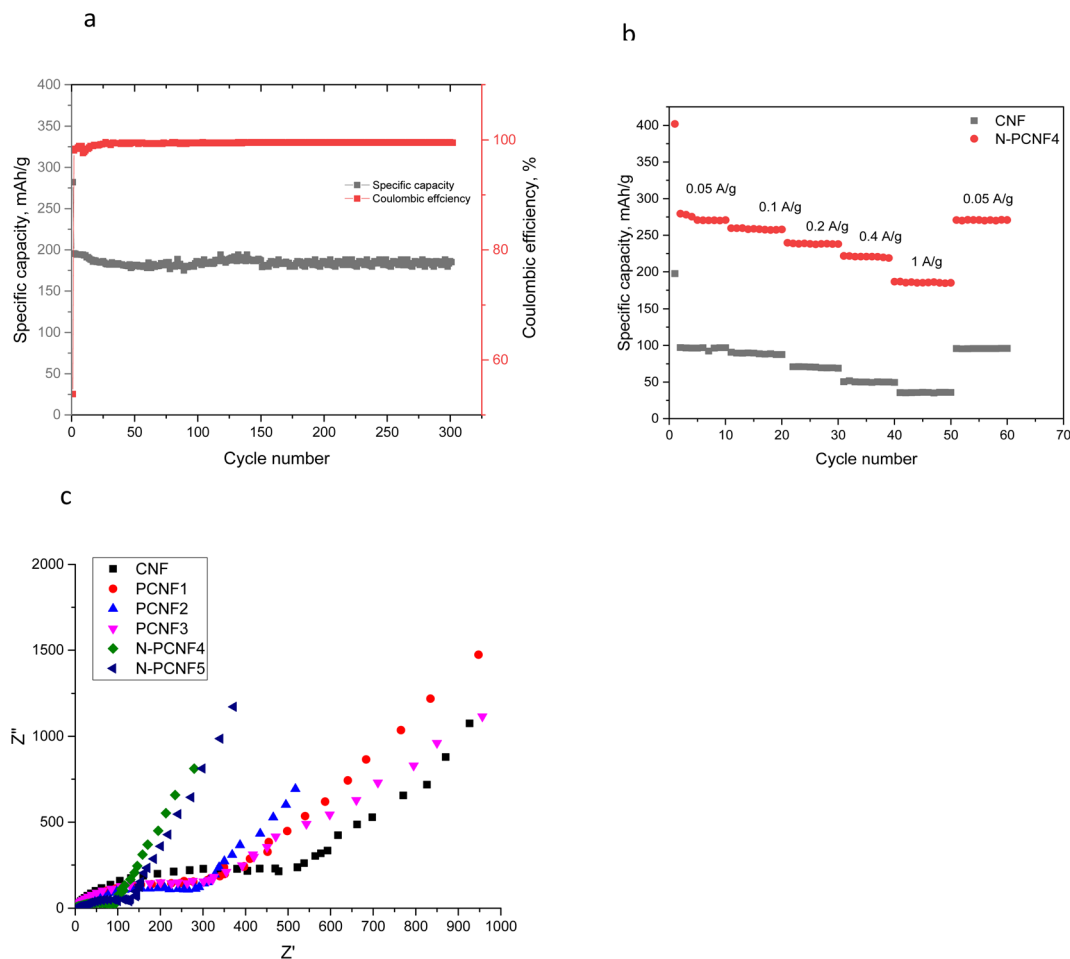 a
400
350
300
250
200
150
100
50
0
Specific capacity, mAh/g
100
80
60
Coulombic efficiency, %
Specific capacity
Coulombic effciency
0 50 100 150 200 250 300
Cycle number
b
CNF
N-PCNF4
400
350
300
250
200
150
100
50
0
Specific capacity, mAh/g
0.05 A/g
0.1 A/g
0.2 A/g
0.4 A/g
1 A/g
0.05 A/g
0 10 20 30 40 50 60 70
Cycle number
c
2000
1500
1000
500
0
Z"
CNF
PCNF1
PCNF2
PCNF3
N-PCNF4
N-PCNF5
0 100 200 300 400 500 600 700 800 900 1000
Z'